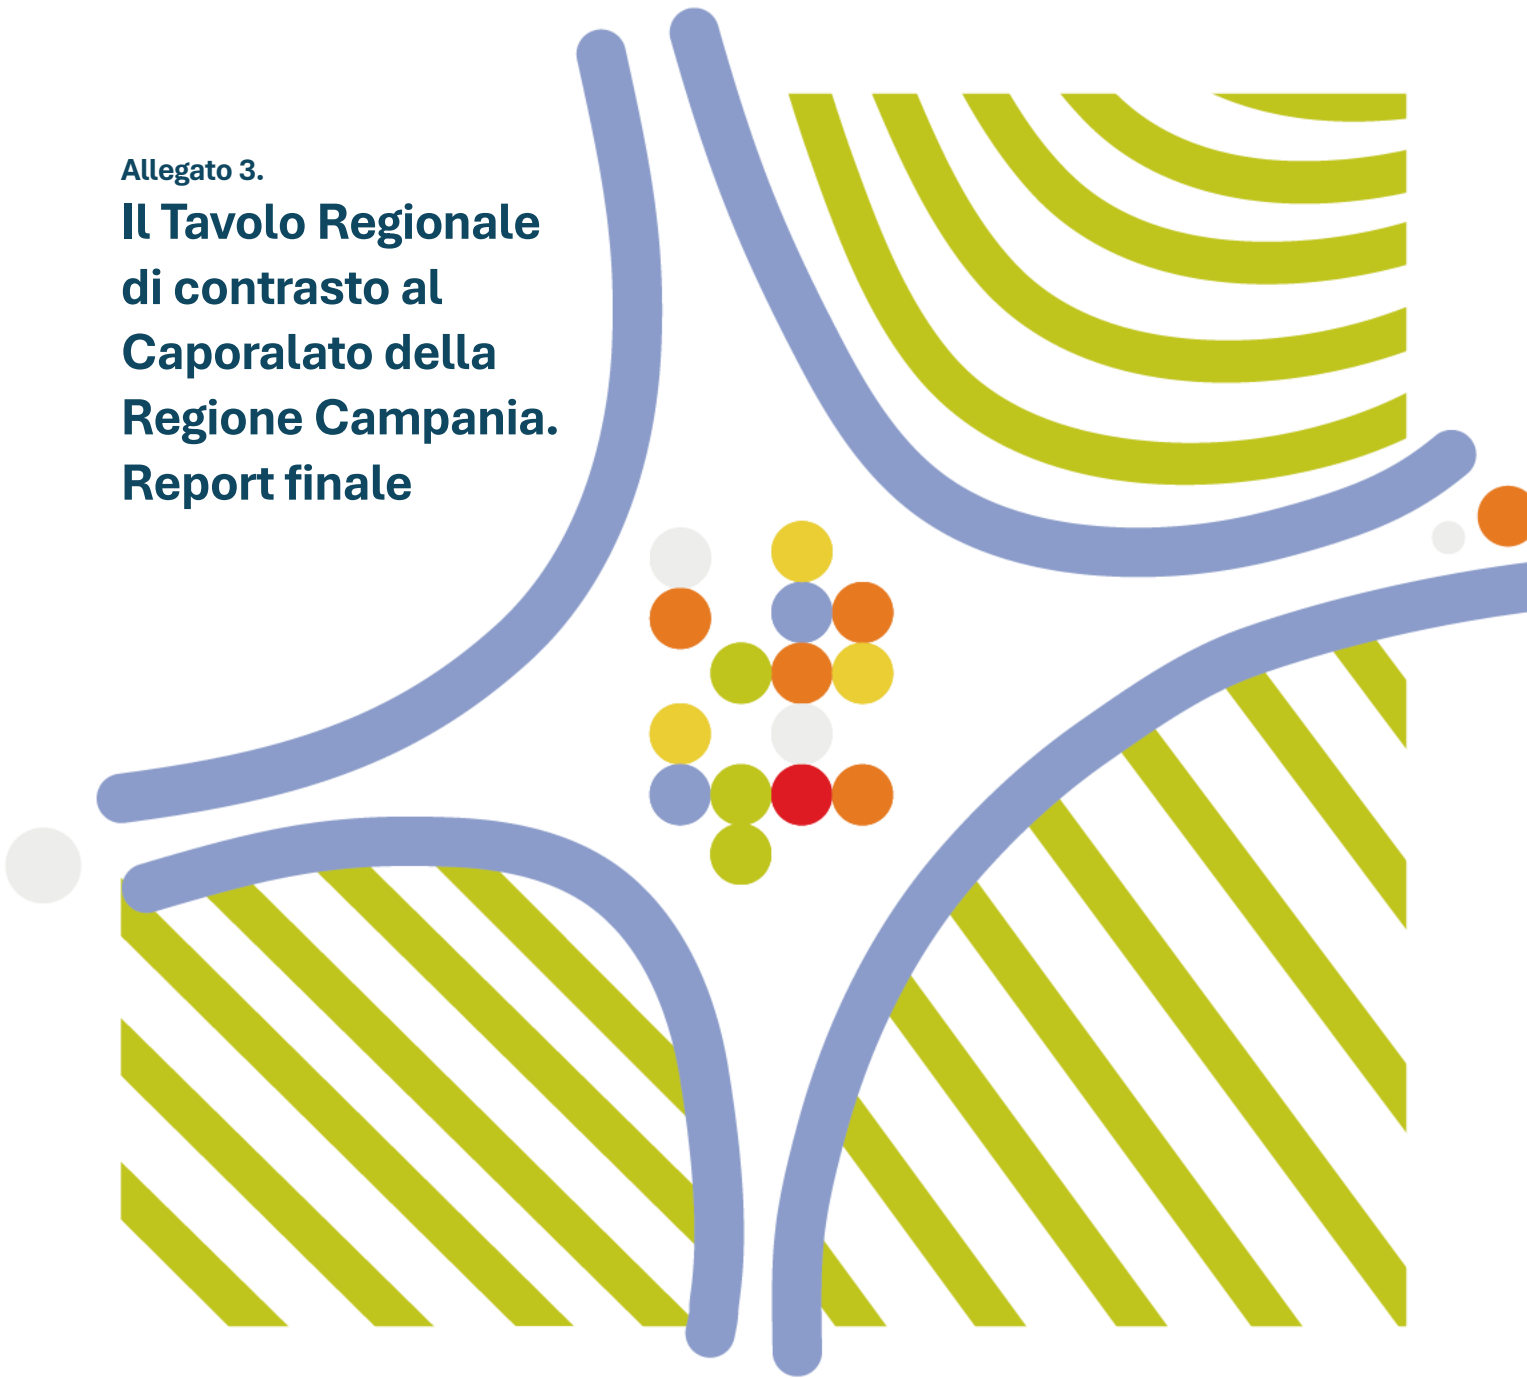 Allegato 3.
Il Tavolo Regionale
di contrasto al
Caporalato della
Regione Campania.
Report finale